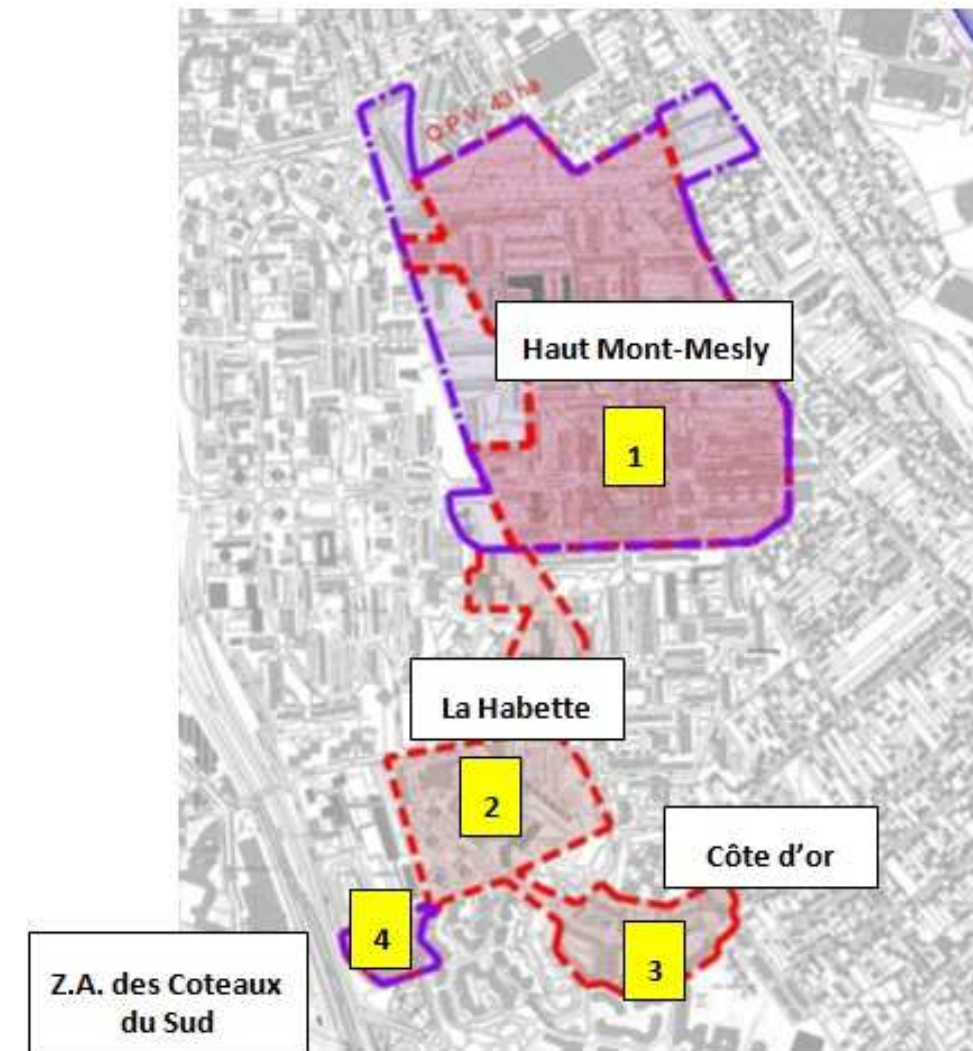 Q.P.V. 43 ha
Haut Mont-Mesly
1
La Habette
2
Côte d'or
4
3
Z.A. des Coteaux
du Sud